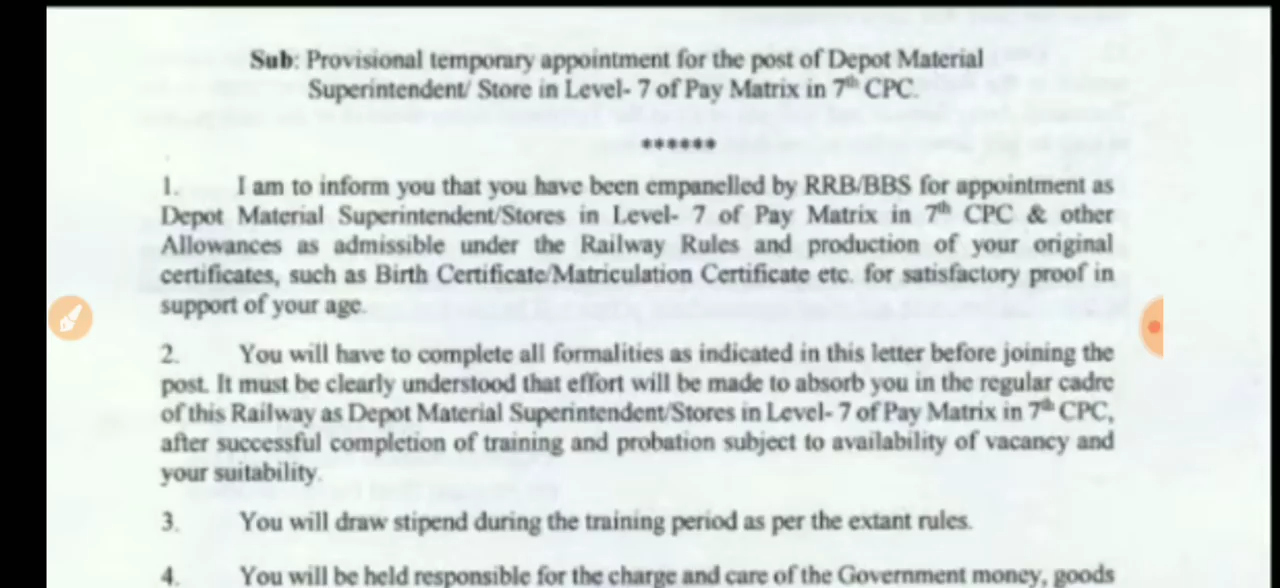 Sub: Provisional temporary appointment for the post of Depot Material
Superintendent/ Store in Level- 7 of Pay Matrix in 7th CPC.
******
1. I am to inform you that you have been empanelled by RRB/BBS for appointment as
Depot Material Superintendent/Stores in Level- 7 of Pay Matrix in 7th CPC & other
Allowances as admissible under the Railway Rules and production of your original
certificates, such as Birth Certificate/Matriculation Certificate etc. for satisfactory proof in
support of your age.
2. You will have to complete all formalities as indicated in this letter before joining the
post. It must be clearly understood that effort will be made to absorb you in the regular cadre
of this Railway as Depot Material Superintendent/Stores in Level- 7 of Pay Matrix in 7th CPC,
after successful completion of training and probation subject to availability of vacancy and
your suitability.
3. You will draw stipend during the training period as per the extant rules.
4. You will be held responsible for the charge and care of the Government money, goods